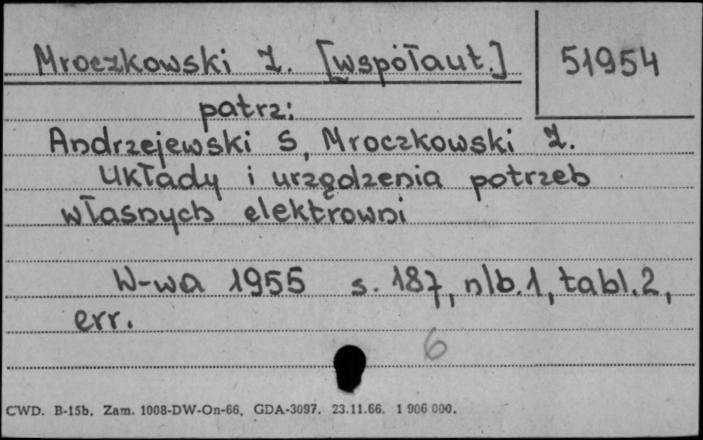 Mroczkowski Z. [współaut.]
51954
patrz:
Andrzejewski S, Mroczkowski Z.
Układy i urządzenia potrzeb
własnych elektrowni
W-wa 1955 s. 187, nlb.1, tabl.2,
err.
6
CWD. B-15b. Zam. 1008-DW-On-66. GDA-3097. 23.11.66. 1 906 000.